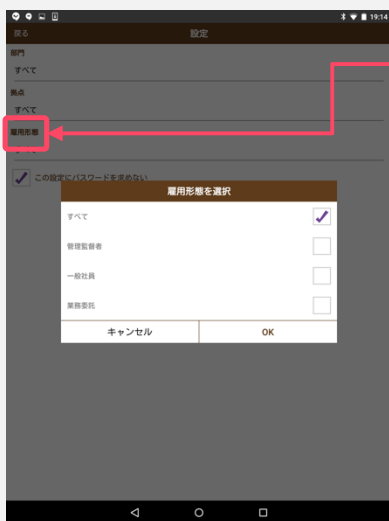 19:14
戻る
設定
部門
すべて
拠点
すべて
雇用形態
この設定にパスワードを求めない
雇用形態を選択
すべて
管理監督者
一般社員
業務委託
キャンセル
OK